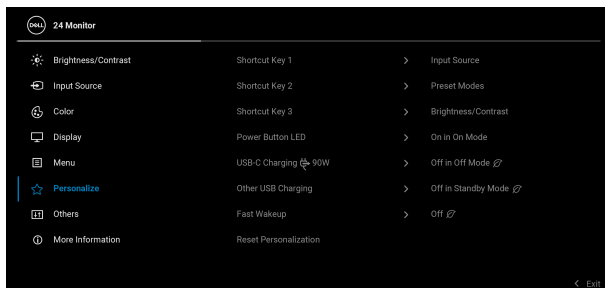 DELL 24 Monitor
Brightness/Contrast Shortcut Key 1 > Input Source
Input Source Shortcut Key 2 > Preset Modes
Color Shortcut Key 3 > Brightness/Contrast
Display Power Button LED > On in On Mode
Menu USB-C Charging 90W > Off in Off Mode
Personalize Other USB Charging > Off in Standby Mode
Others Fast Wakeup > Off
More Information Reset Personalization
< Exit